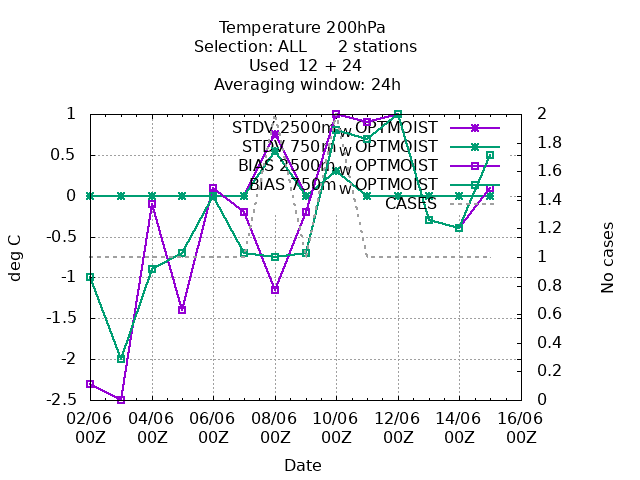 Temperature 200hPa
Selection: ALL 2 stations
Used 12 + 24
Averaging window: 24h
STDV 2500m_W OPTMOIST
STDV 750m_W OPTMOIST
BIAS 2500m_W OPTMOIST
BIAS 750m_W OPTMOIST
CASES
1
0.5
0
-0.5
-1
-1.5
-2
-2.5
deg C
2
1.8
1.6
1.4
1.2
1
0.8
0.6
0.4
0.2
0
No cases
02/06 04/06 06/06 08/06 10/06 12/06 14/06 16/06
00Z 00Z 00Z 00Z 00Z 00Z 00Z 00Z
Date